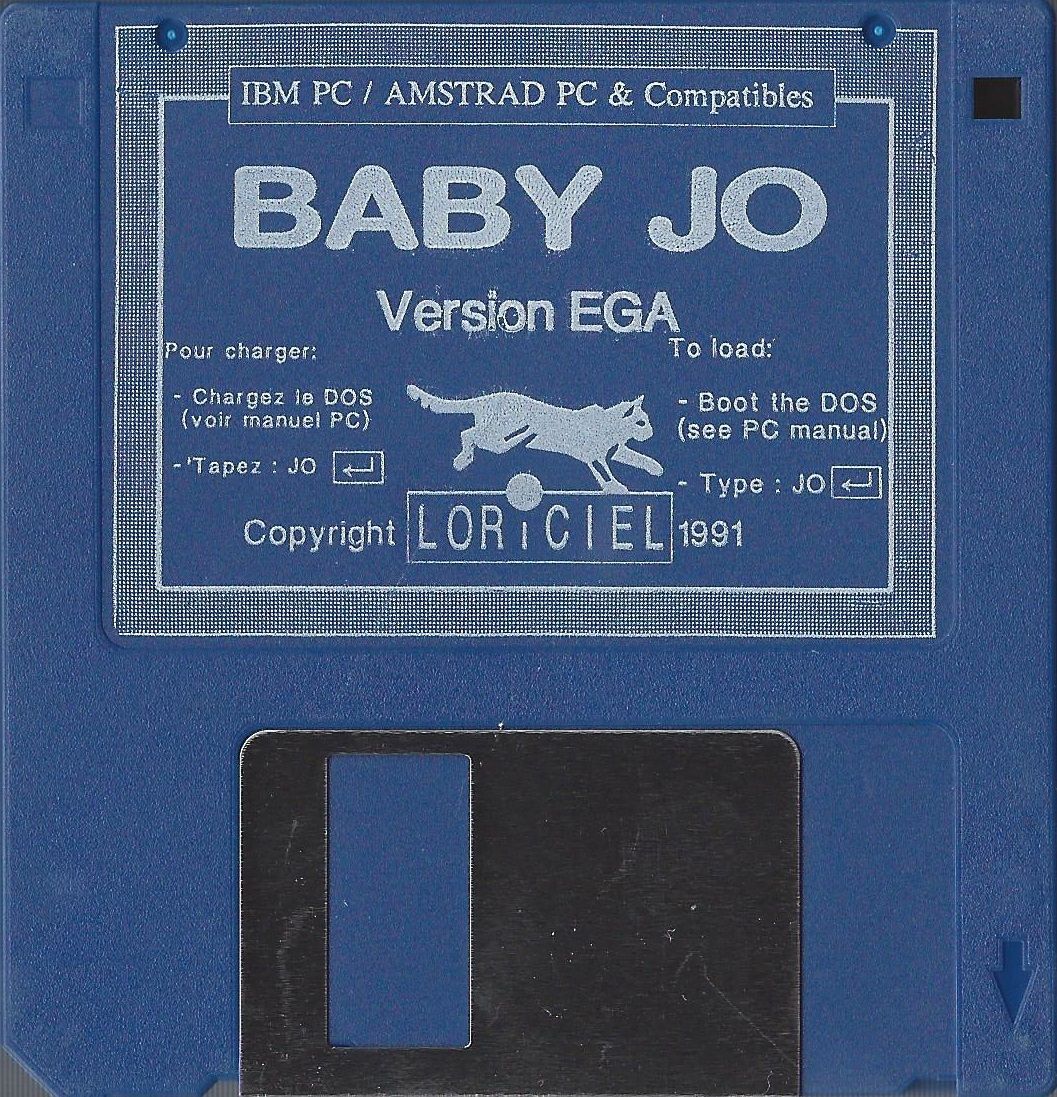 IBM PC / AMSTRAD PC & Compatibles
BABY JO
Version EGA
Pour charger:
- Chargez le DOS
(voir manuel PC)
-'Tapez : JO
To load:
- Boot the DOS
(see PC manual)
- Type : JO
Copyright LORiCIEL 1991